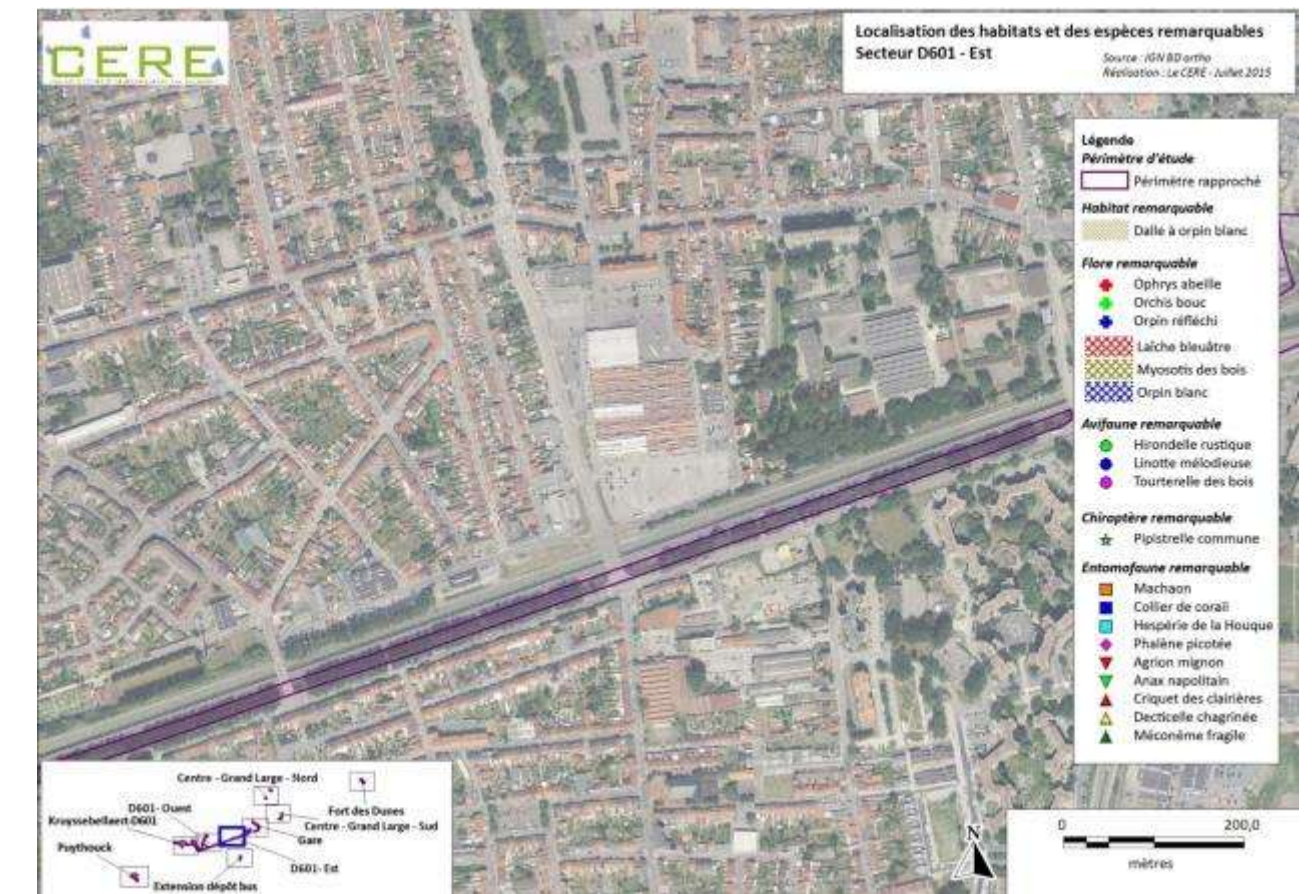 CERE
Localisation des habitats et des espèces remarquables
Secteur D601 - Est
Source : IGN BD ortho
Réalisation : Le CERE - Juillet 2015
Légende
Périmètre d'étude
Périmètre rapproché
Habitat remarquable
Dalle à orpin blanc
Flore remarquable
Ophrys abeille
Orchis bouc
Orpin réfléchi
Laîche bleuâtre
Myosotis des bois
Orpin blanc
Avifaune remarquable
Hirondelle rustique
Linotte mélodieuse
Tourterelle des bois
Chiroptère remarquable
Pipistrelle commune
Entomofaune remarquable
Machaon
Collier de corail
Hespérie de la Houque
Phalène picotée
Agrion mignon
Anax napolitain
Criquet des clairières
Decticelle chagrinée
Méconème fragile
Centre - Grand Large - Nord
D601- Ouest
Fort des Dunes
Kruyssebellaert-D601
Centre - Grand Large - Sud
Gare
Puythouck
D601- Est
Extension dépôt bus
N
0 200,0
mètres